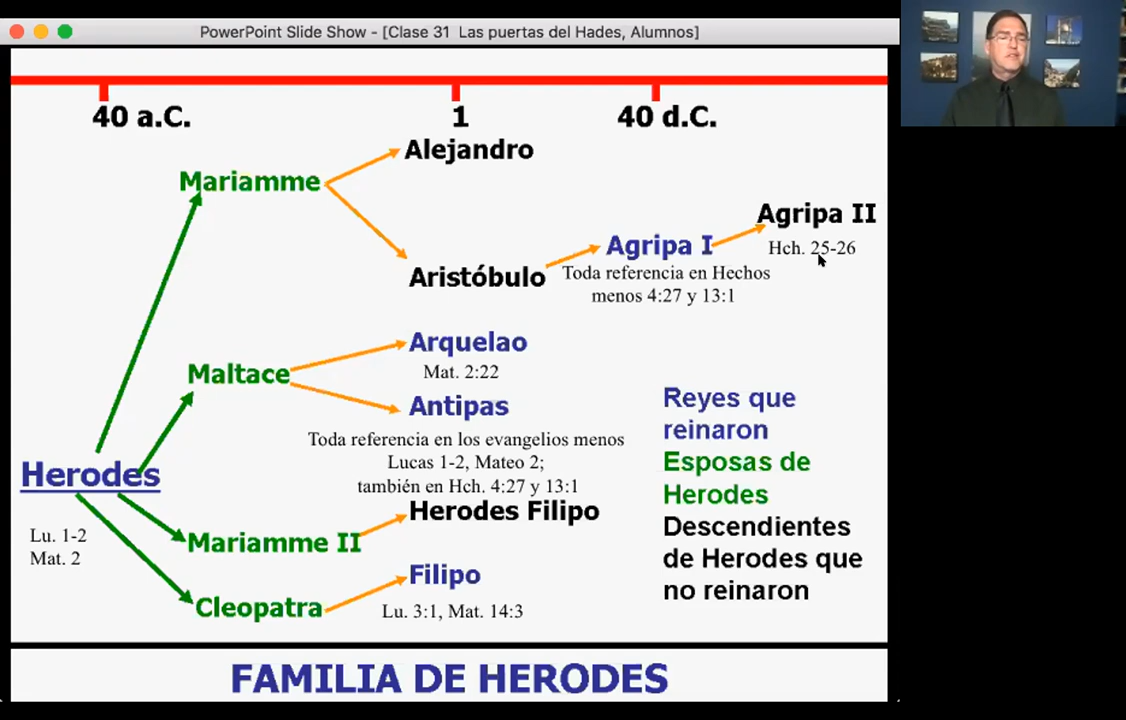 PowerPoint Slide Show - [Clase 31  Las puertas del Hades, Alumnos]
40 a.C.
1
40 d.C.
Alejandro
Mariamme
Agripa II
Hch. 25-26
Agripa I
Aristóbulo
Toda referencia en Hechos
menos 4:27 y 13:1
Arquelao
Mat. 2:22
Maltace
Antipas
Toda referencia en los evangelios menos
Lucas 1-2, Mateo 2;
también en Hch. 4:27 y 13:1
Herodes
Lu. 1-2
Mat. 2
Herodes Filipo
Mariamme II
Filipo
Lu. 3:1, Mat. 14:3
Cleopatra
Reyes que
reinaron
Esposas de
Herodes
Descendientes
de Herodes que
no reinaron
FAMILIA DE HERODES